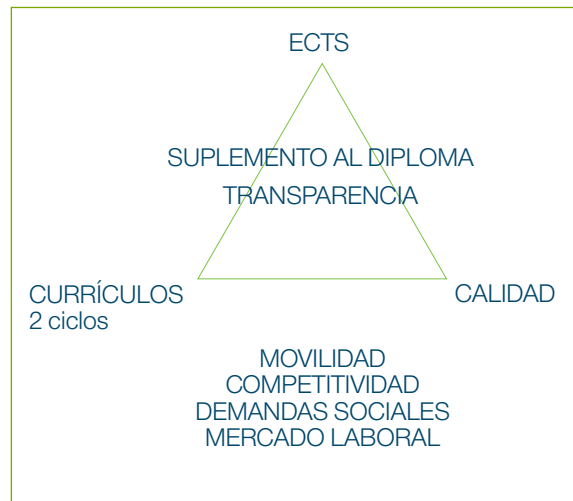 ECTS
SUPLEMENTO AL DIPLOMA
TRANSPARENCIA
CURRÍCULOS
2 ciclos
CALIDAD
MOVILIDAD
COMPETITIVIDAD
DEMANDAS SOCIALES
MERCADO LABORAL